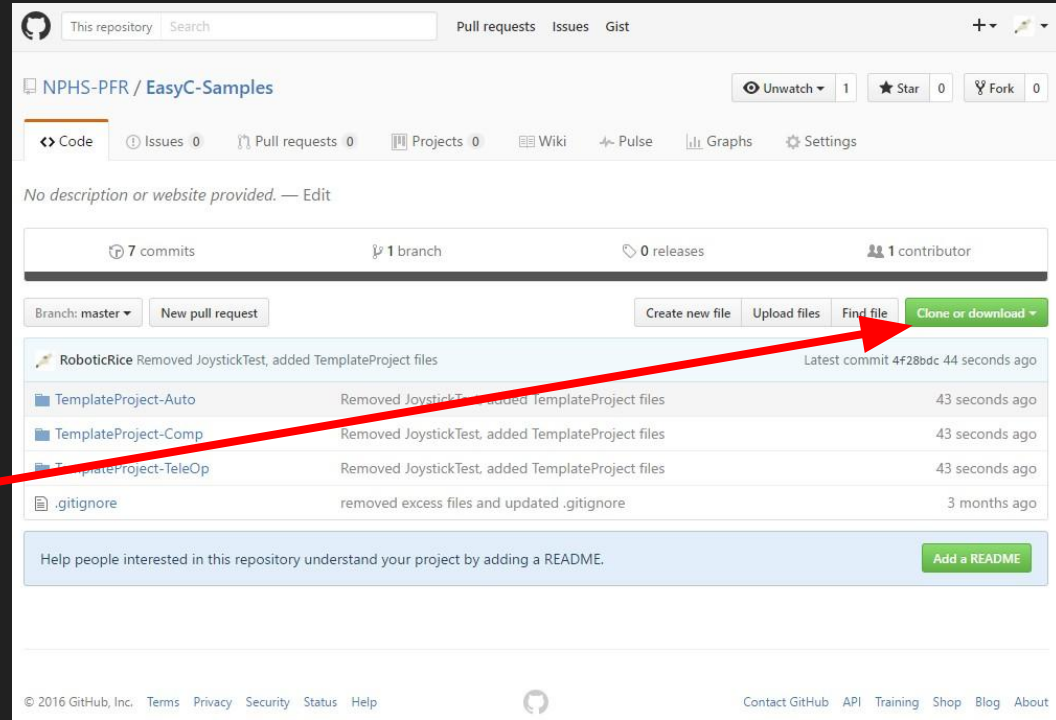 This repository Search Pull requests Issues Gist
NPHS-PFR / EasyC-Samples Unwatch 1 Star 0 Fork 0
Code Issues 0 Pull requests 0 Projects 0 Wiki Pulse Graphs Settings
No description or website provided. — Edit
7 commits 1 branch 0 releases 1 contributor
Branch: master New pull request Create new file Upload files Find file Clone or download
RoboticRice Removed JoystickTest, added TemplateProject files Latest commit 4f28bdc 44 seconds ago
TemplateProject-Auto Removed JoystickTest, added TemplateProject files 43 seconds ago
TemplateProject-Comp Removed JoystickTest, added TemplateProject files 43 seconds ago
TemplateProject-TeleOp Removed JoystickTest, added TemplateProject files 43 seconds ago
.gitignore removed excess files and updated .gitignore 3 months ago
Help people interested in this repository understand your project by adding a README. Add a README
© 2016 GitHub, Inc. Terms Privacy Security Status Help Contact GitHub API Training Shop Blog About